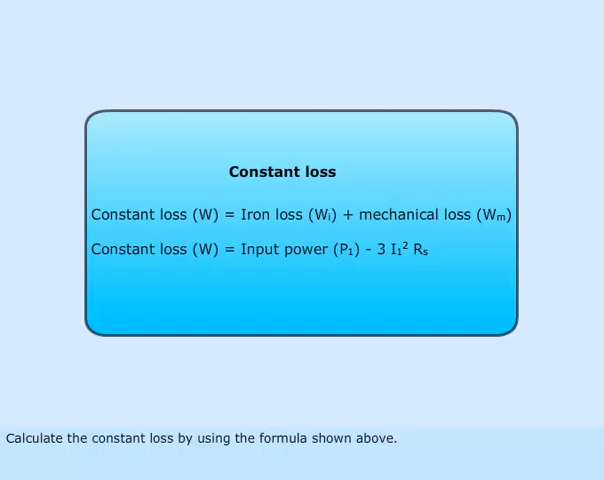 Constant loss
Constant loss (W) = Iron loss (Wᵢ) + mechanical loss (Wₘ)
Constant loss (W) = Input power (P₁) - 3 I₁² Rₛ
Calculate the constant loss by using the formula shown above.